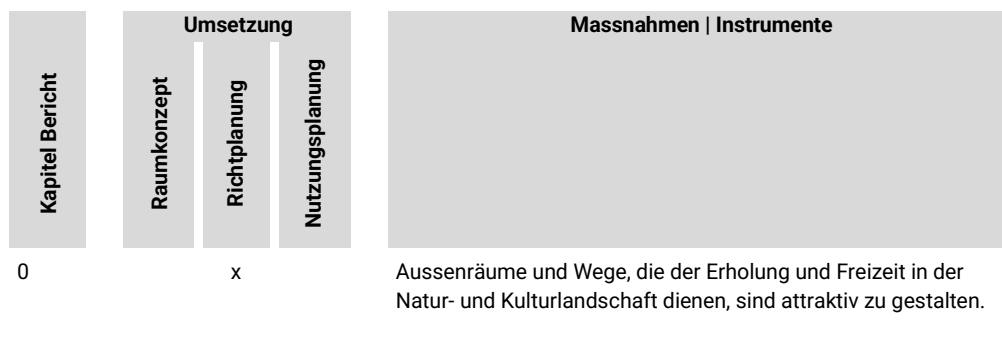 Umsetzung
Massnahmen | Instrumente
Kapitel Bericht
Raumkonzept
Richtplanung
Nutzungsplanung
0
x
Aussenräume und Wege, die der Erholung und Freizeit in der
Natur- und Kulturlandschaft dienen, sind attraktiv zu gestalten.